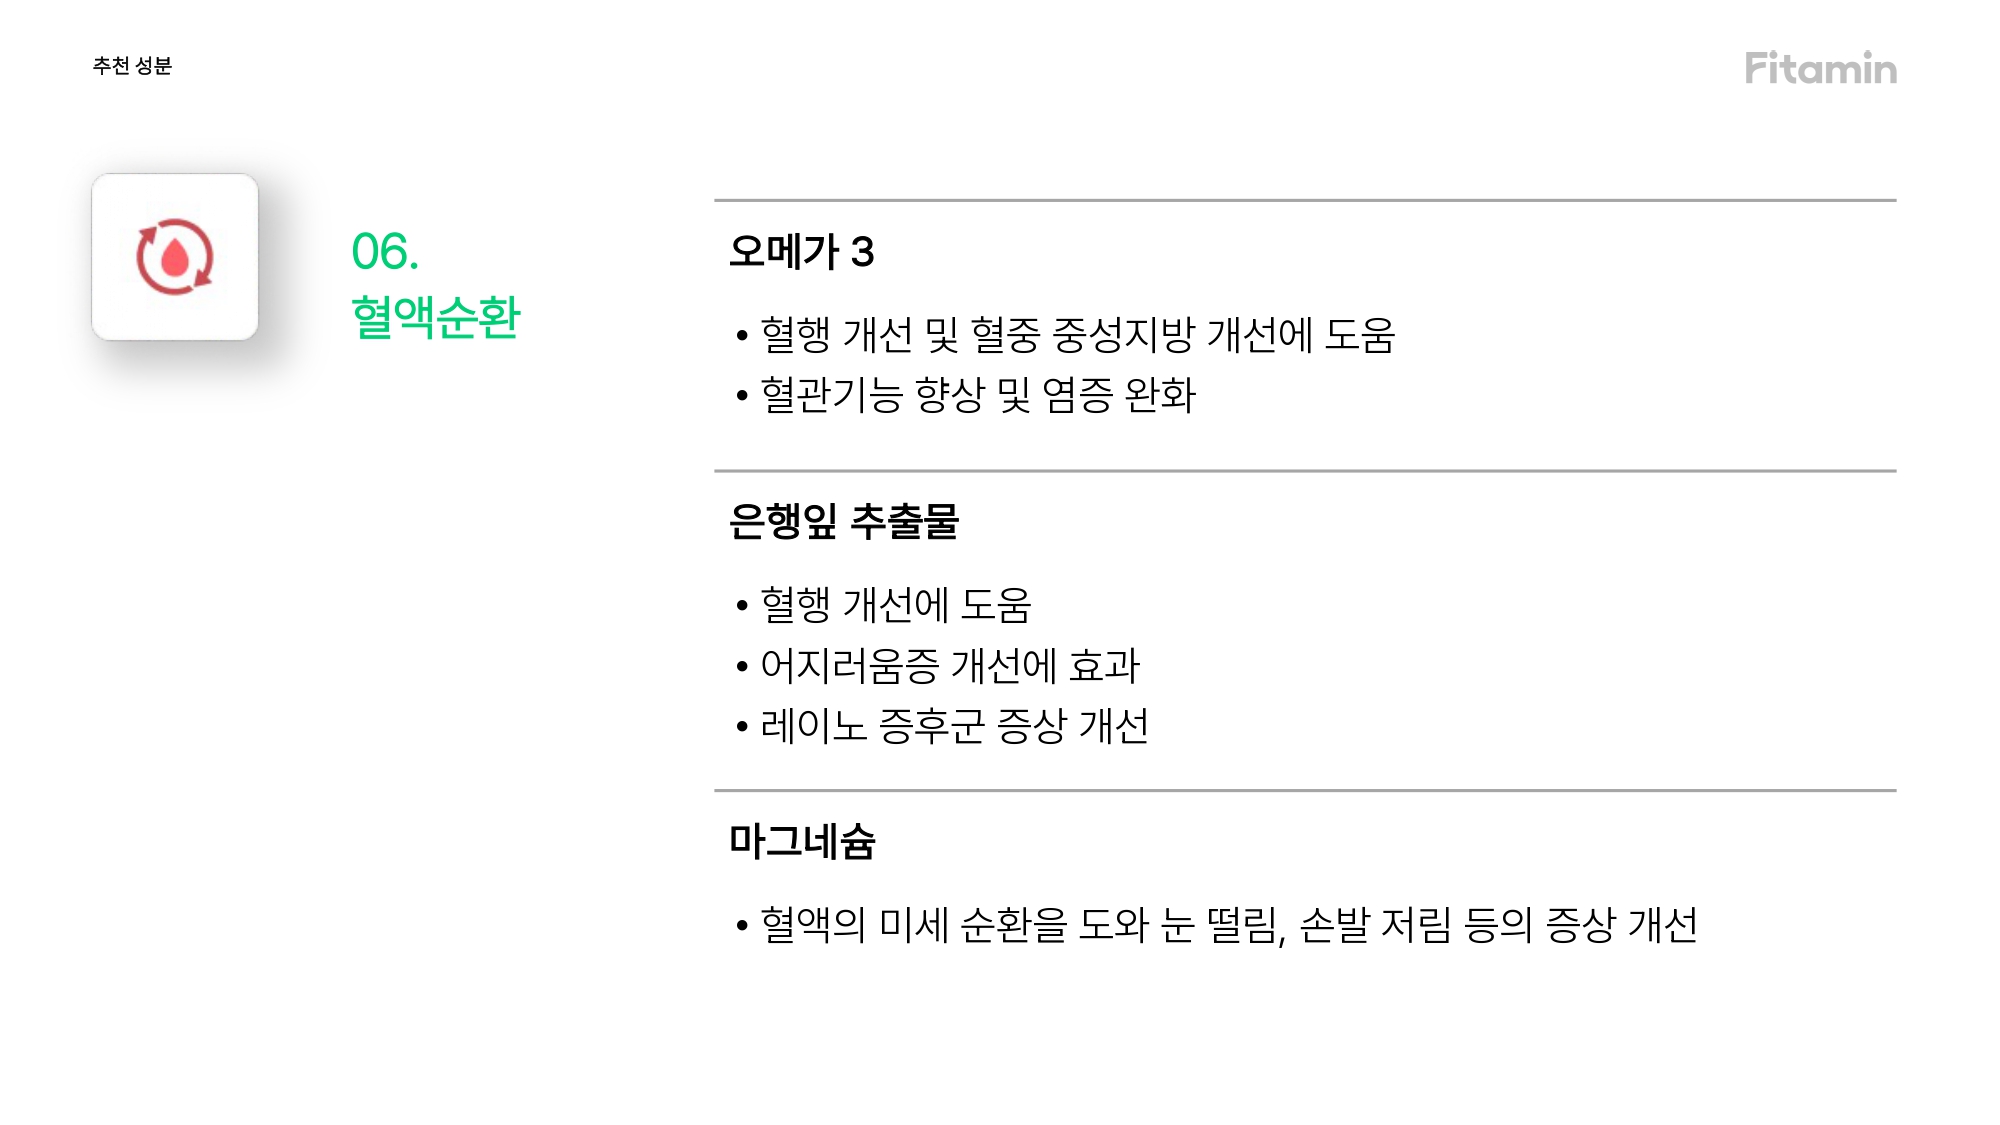 추천 성분
Fitamin
06.
혈액순환
오메가 3
• 혈행 개선 및 혈중 중성지방 개선에 도움
• 혈관기능 향상 및 염증 완화
은행잎 추출물
• 혈행 개선에 도움
• 어지러움증 개선에 효과
• 레이노 증후군 증상 개선
마그네슘
• 혈액의 미세 순환을 도와 눈 떨림, 손발 저림 등의 증상 개선